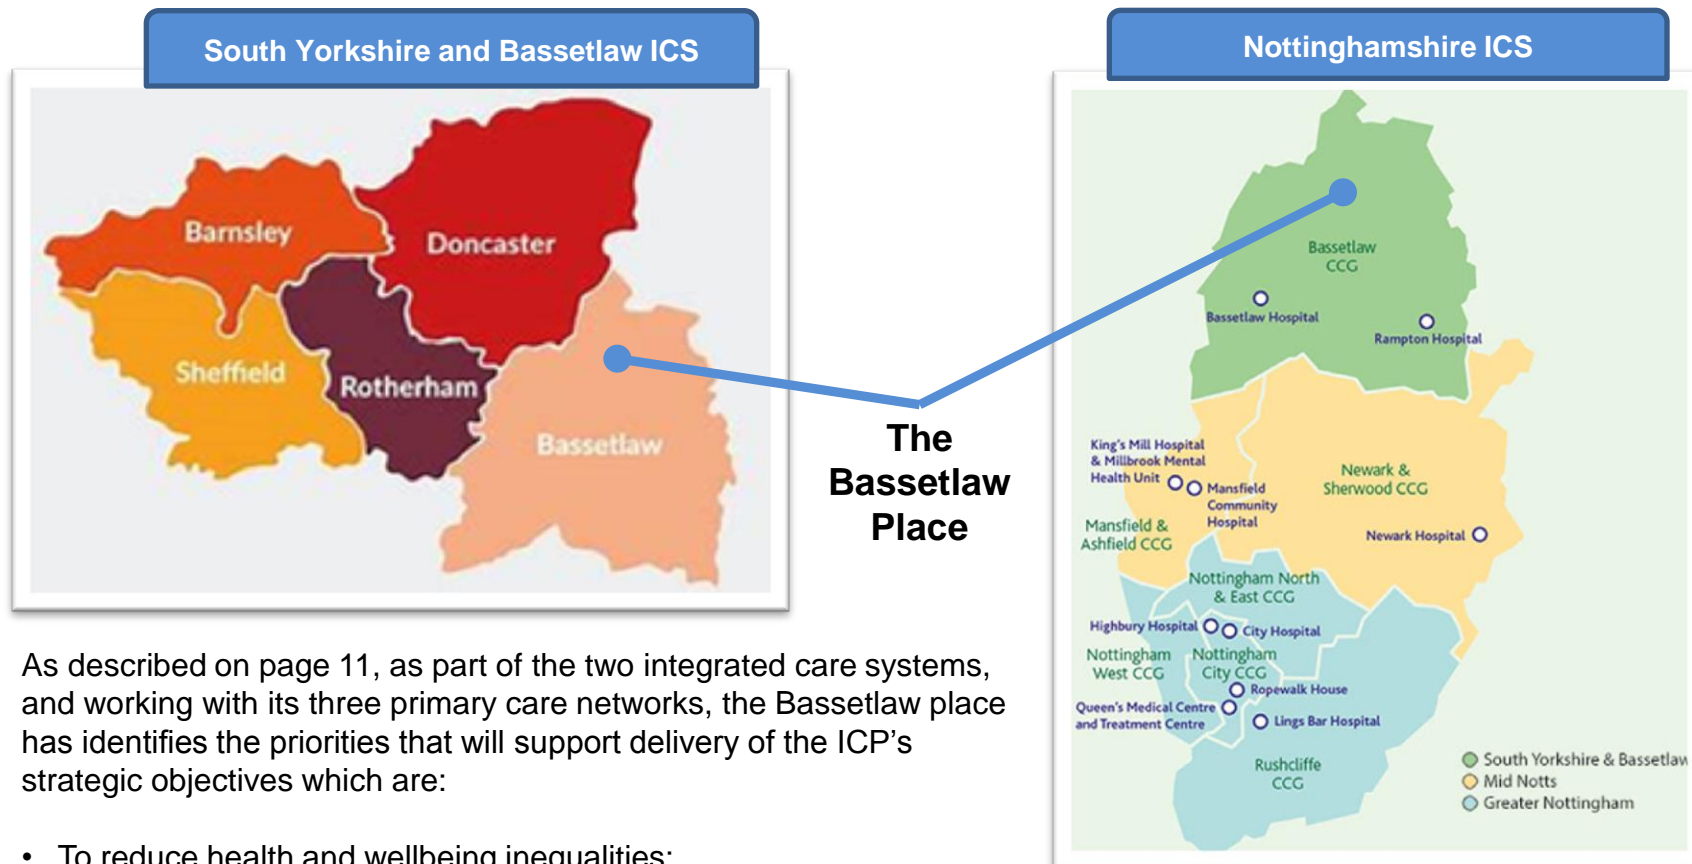 South Yorkshire and Bassetlaw ICS
Barnsley
Doncaster
Sheffield
Rotherham
Bassetlaw
The
Bassetlaw
Place
Nottinghamshire ICS
Bassetlaw
CCG
Bassetlaw Hospital
Rampton Hospital
King's Mill Hospital
& Millbrook Mental
Health Unit
Mansfield
Community
Hospital
Newark &
Sherwood CCG
Mansfield &
Ashfield CCG
Newark Hospital
Nottingham North
& East CCG
Highbury Hospital
City Hospital
Nottingham
West CCG
Nottingham
City CCG
Ropewalk House
Queen's Medical Centre
and Treatment Centre
Lings Bar Hospital
Rushcliffe
CCG
South Yorkshire & Bassetlaw
Mid Notts
Greater Nottingham
As described on page 11, as part of the two integrated care systems,
and working with its three primary care networks, the Bassetlaw place
has identifies the priorities that will support delivery of the ICP's
strategic objectives which are:
• To reduce health and wellbeing inequalities;